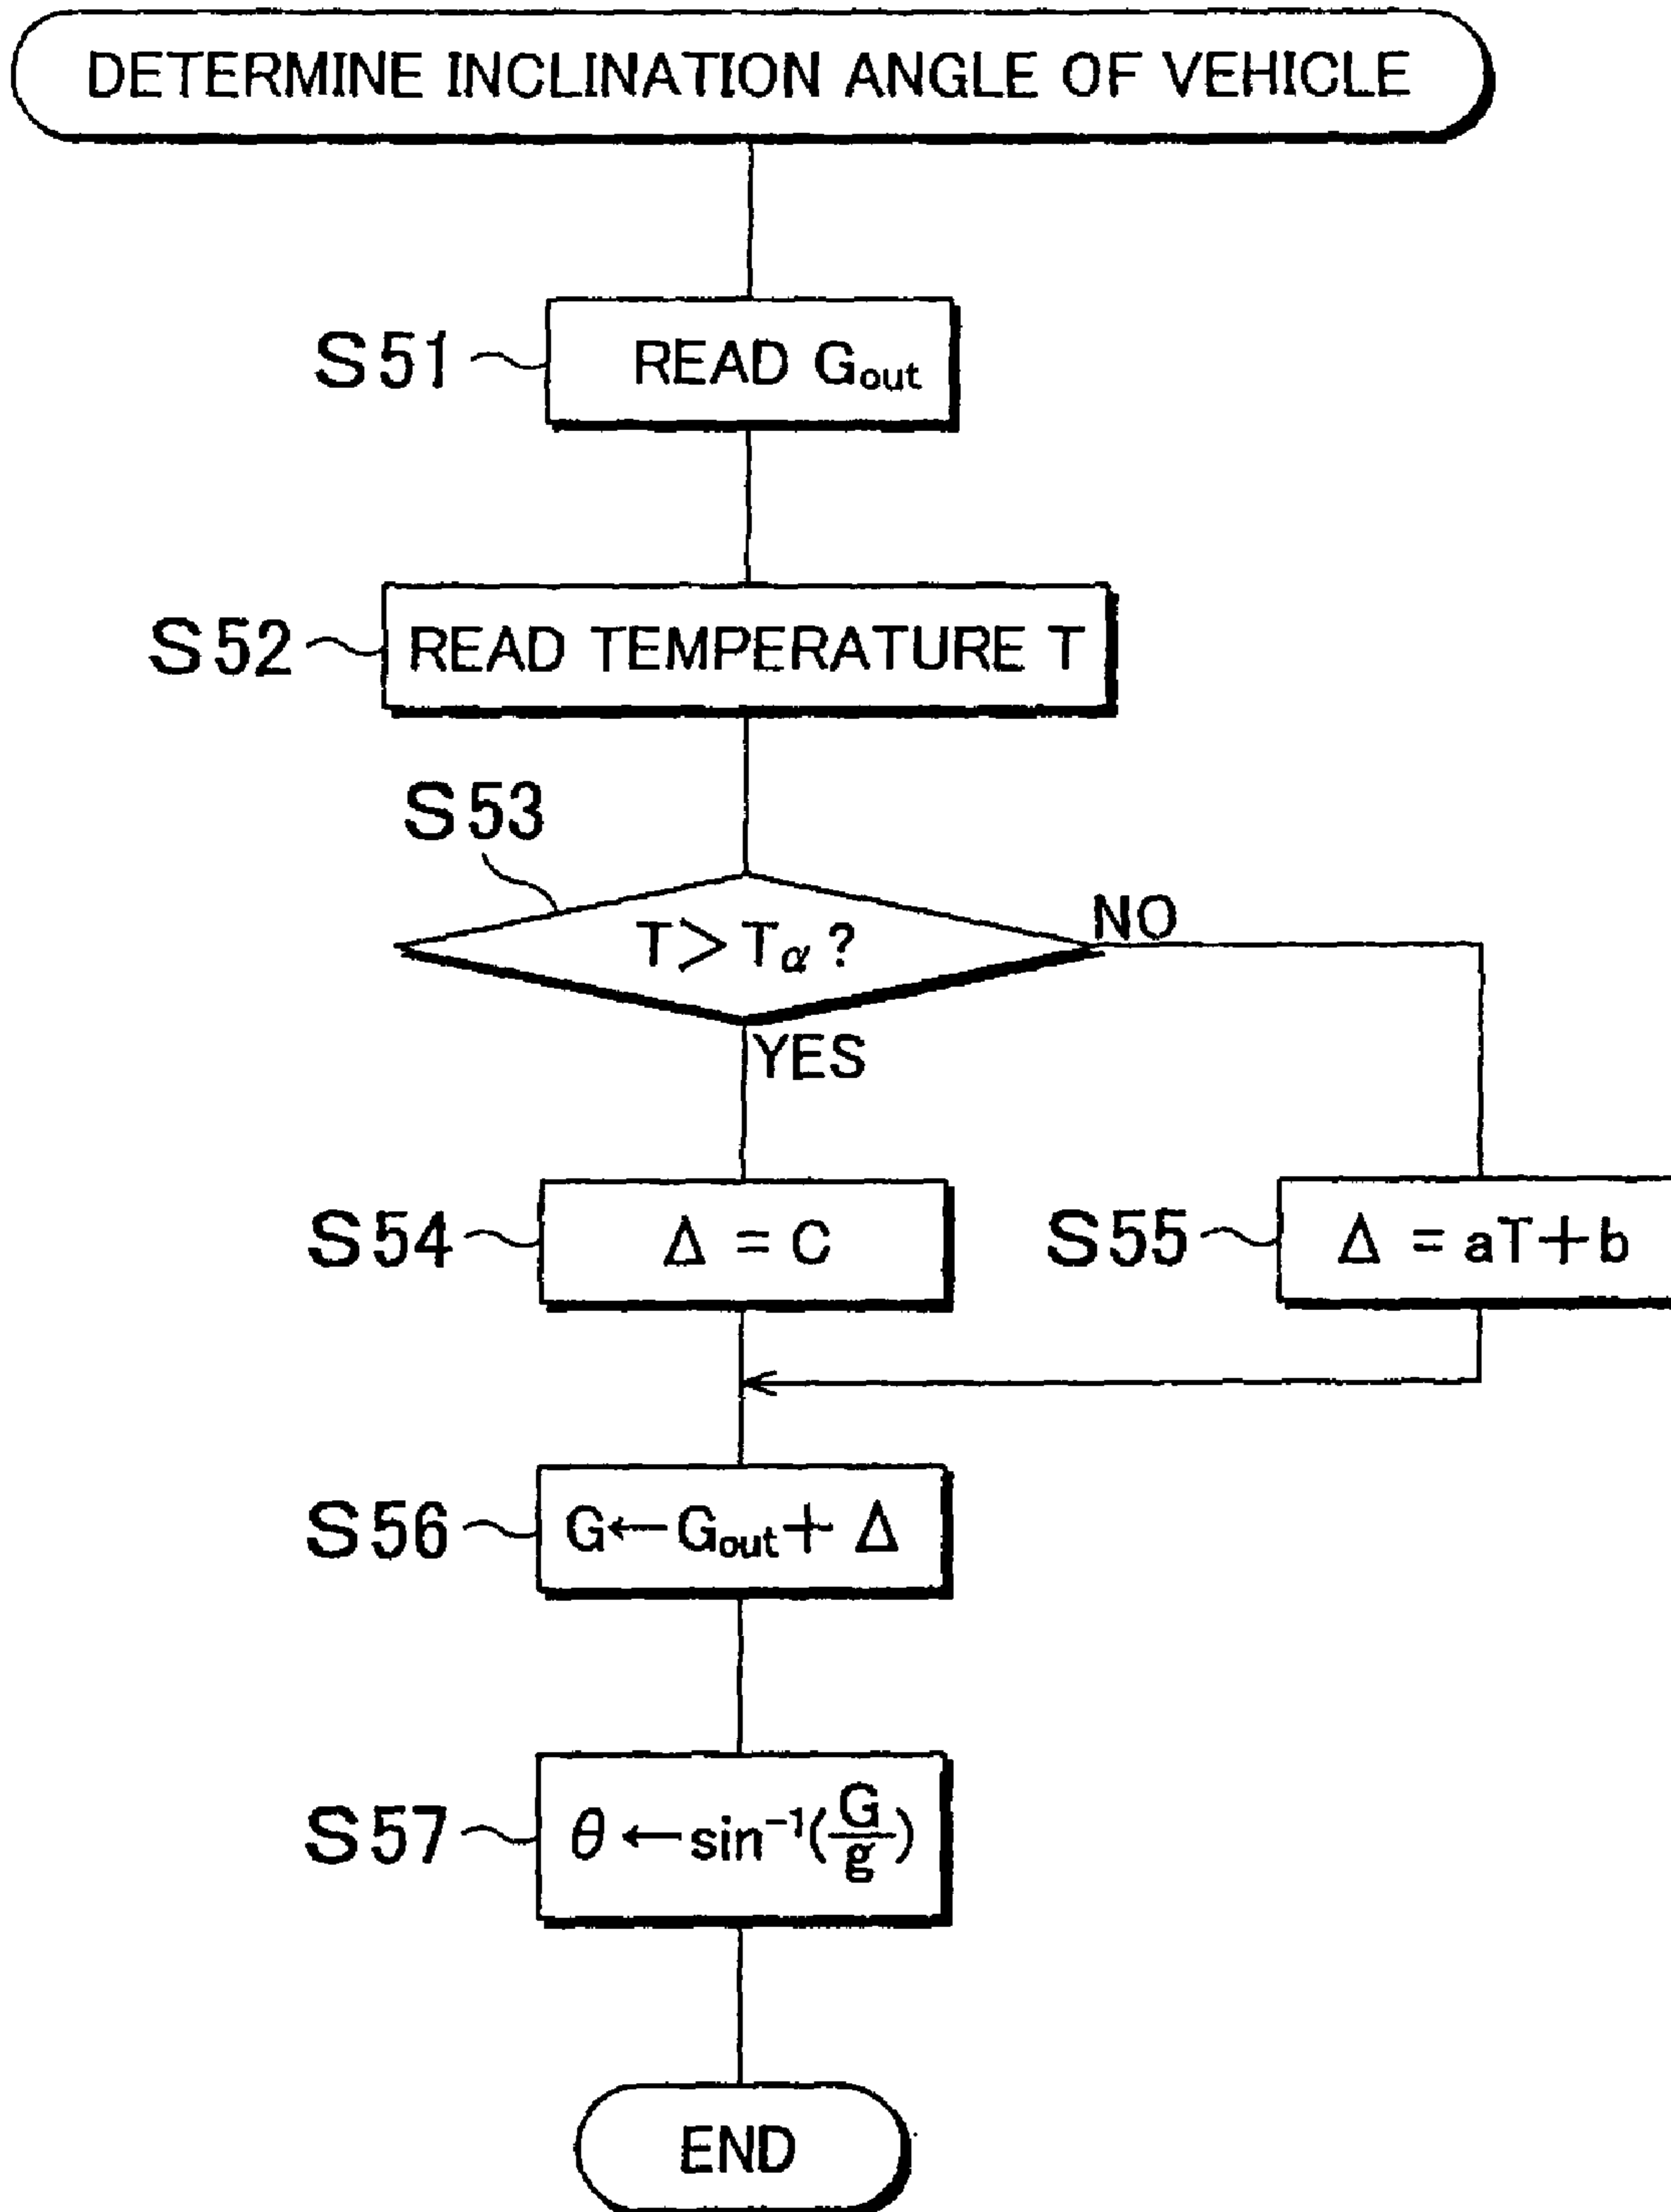 DETERMINE INCLINATION ANGLE OF VEHICLE
S51
READ Gout
S52
READ TEMPERATURE T
S53
T > Tα ?
NO
YES
S54
Δ = C
S55
Δ = aT+b
S56
G←Gout+ Δ
S57
θ ← sin⁻¹(G/g)
END